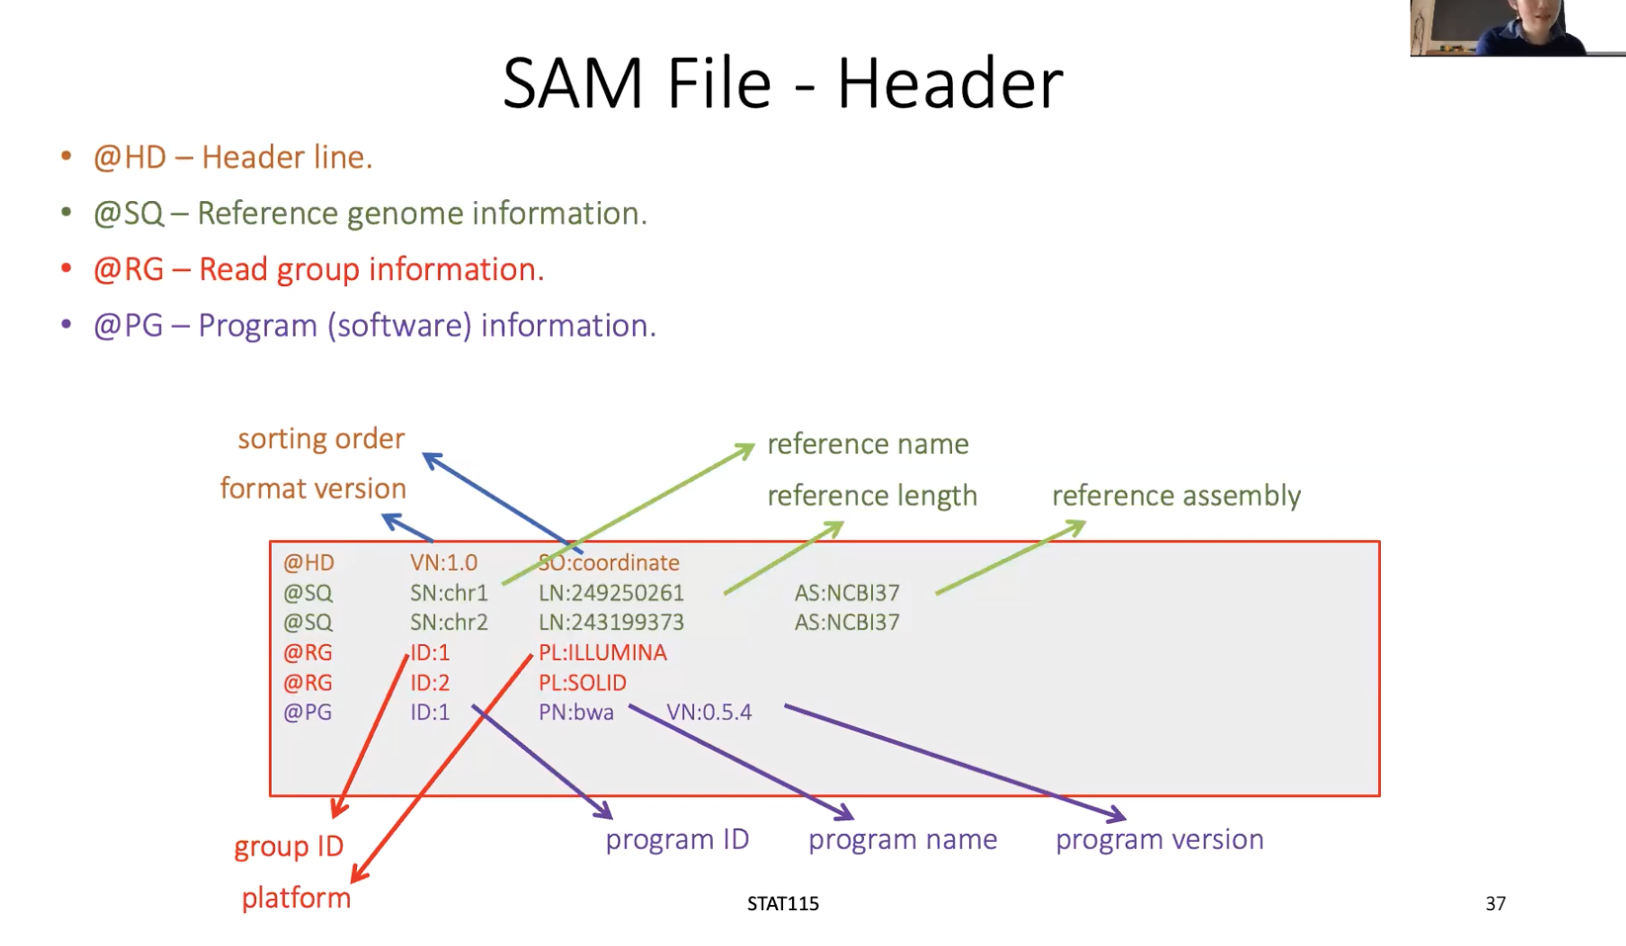 SAM File - Header
• @HD – Header line.
• @SQ – Reference genome information.
• @RG – Read group information.
• @PG – Program (software) information.
sorting order
reference name
format version
reference length
reference assembly
@HD VN:1.0 SO:coordinate
@SQ SN:chr1 LN:249250261 AS:NCBI37
@SQ SN:chr2 LN:243199373 AS:NCBI37
@RG ID:1 PL:ILLUMINA
@RG ID:2 PL:SOLID
@PG ID:1 PN:bwa VN:0.5.4
group ID
program ID
program name
program version
platform
STAT115
37